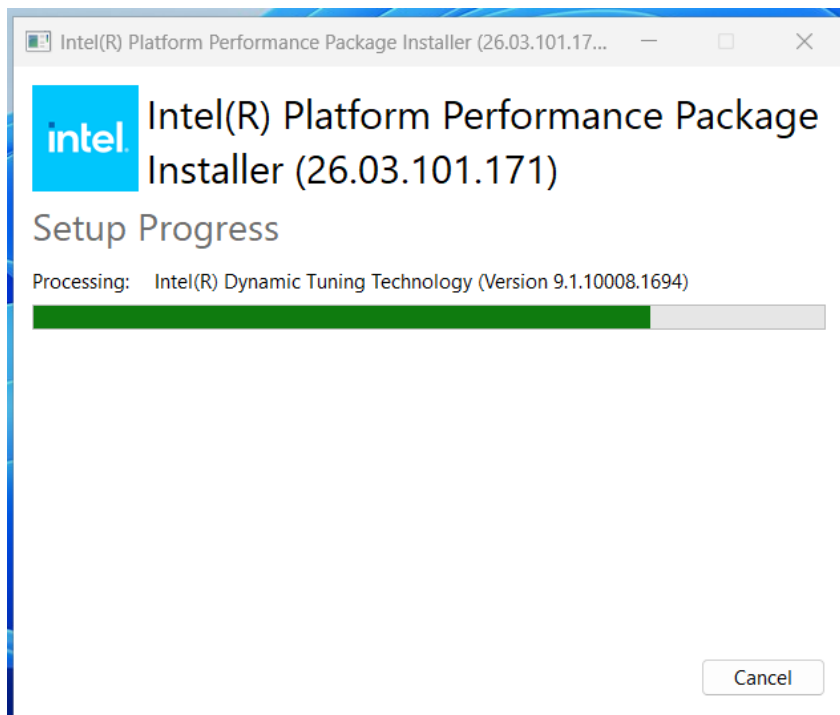 Intel(R) Platform Performance Package Installer (26.03.101.17...
intel.
Intel(R) Platform Performance Package
Installer (26.03.101.171)
Setup Progress
Processing: Intel(R) Dynamic Tuning Technology (Version 9.1.10008.1694)
Cancel